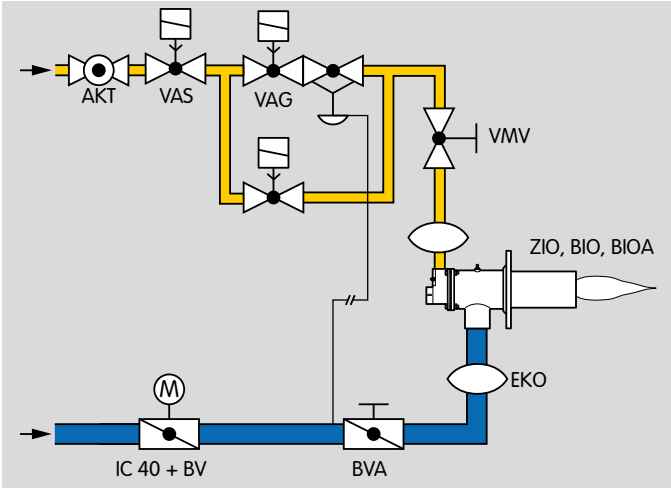 AKT
VAS
VAG
VMV
ZIO, BIO, BIOA
EKO
M
IC 40 + BV
BVA